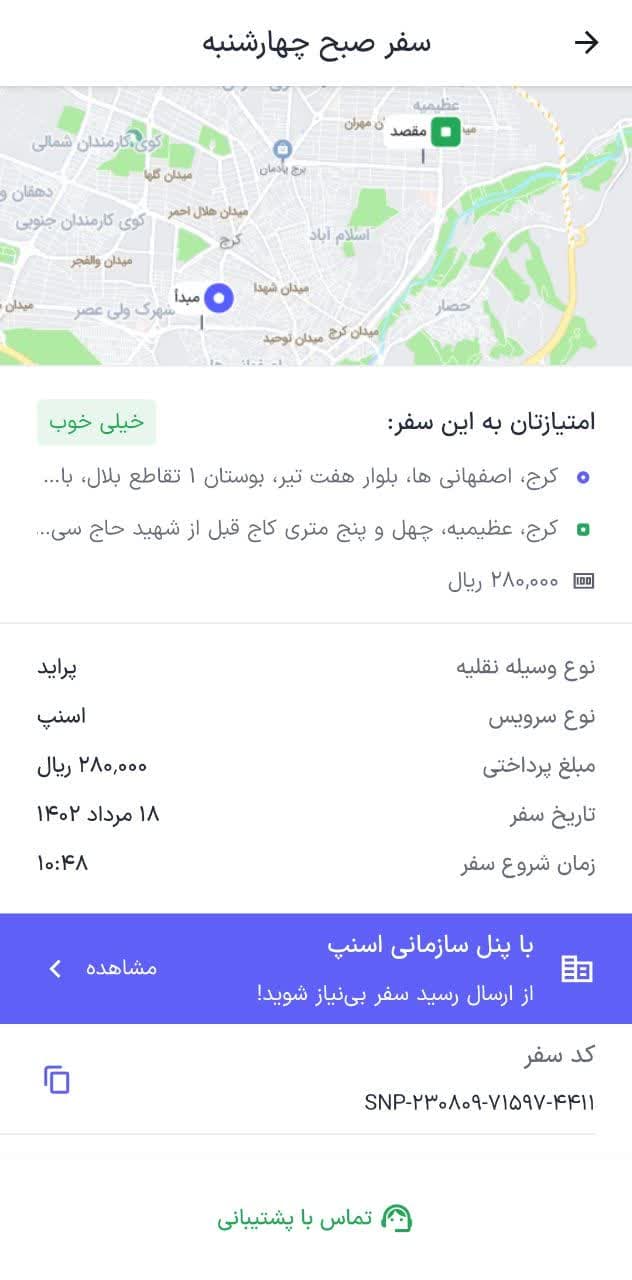 سفر صبح چهارشنبه
عظیمیه
مقصد
کوی کارمندان شمالی
برج یادمان
میدان گلها
دهقان و
میدان هلال احمر
کوی کارمندان جنوبی
کرج
اسلام آباد
میدان والفجر
میدان شهدا
مبدأ
میدان
شهرک ولی عصر
حصار
میدان کرج
میدان توحید
امتیازتان به این سفر:
خیلی خوب
کرج، اصفهانی ها، بلوار هفت تیر، بوستان ۱ تقاطع بلال، با...
کرج، عظیمیه، چهل و پنج متری کاج قبل از شهید حاج سی...
۲۸۰,۰۰۰ ریال
نوع وسیله نقلیه پراید
نوع سرویس اسنپ
مبلغ پرداختی ۲۸۰,۰۰۰ ریال
تاریخ سفر ۱۸ مرداد ۱۴۰۲
زمان شروع سفر ۱۰:۴۸
با پنل سازمانی اسنپ
از ارسال رسید سفر بی‌نیاز شوید!
مشاهده
کد سفر
SNP-۲۳۰۸۰۹-۷۱۵۹۷-۴۴۱۱
تماس با پشتیبانی